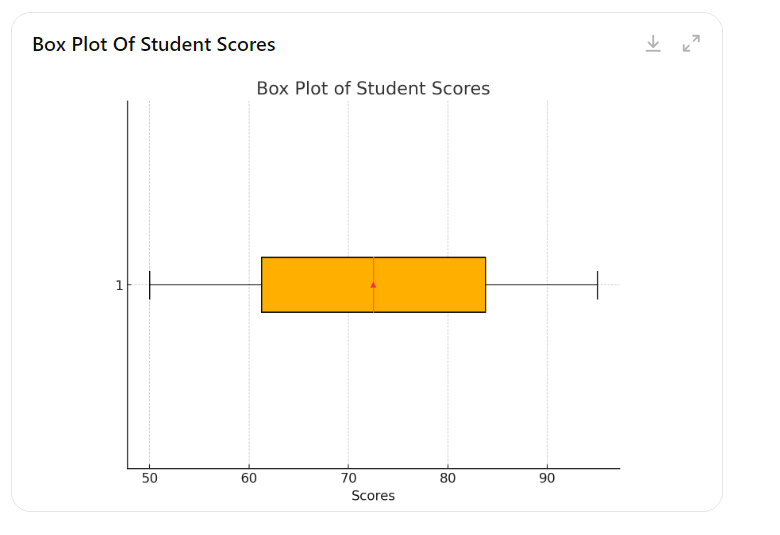 Box Plot Of Student Scores
Box Plot of Student Scores
1
50 60 70 80 90
Scores